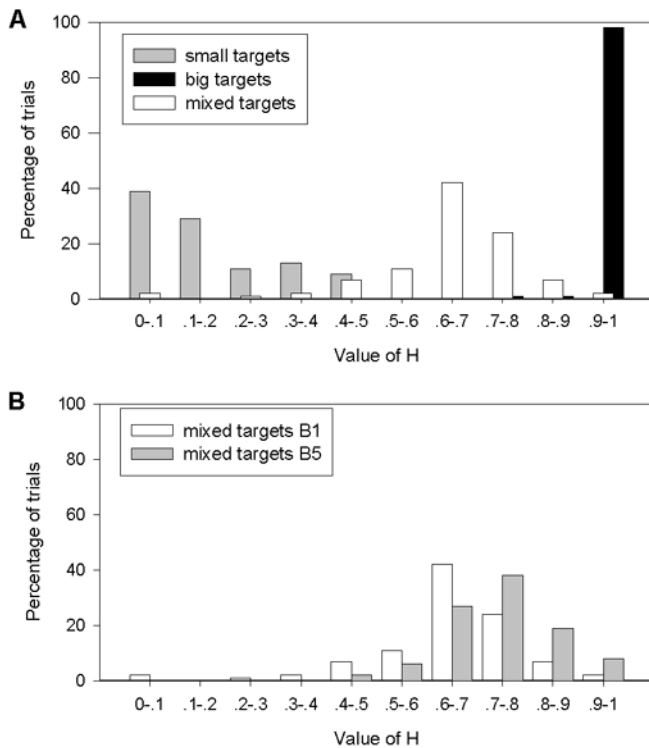 A
100
80
60
40
20
0
Percentage of trials
small targets
big targets
mixed targets
0-.1 .1-.2 .2-.3 .3-.4 .4-.5 .5-.6 .6-.7 .7-.8 .8-.9 .9-1
Value of H
B
100
80
60
40
20
0
Percentage of trials
mixed targets B1
mixed targets B5
0-.1 .1-.2 .2-.3 .3-.4 .4-.5 .5-.6 .6-.7 .7-.8 .8-.9 .9-1
Value of H